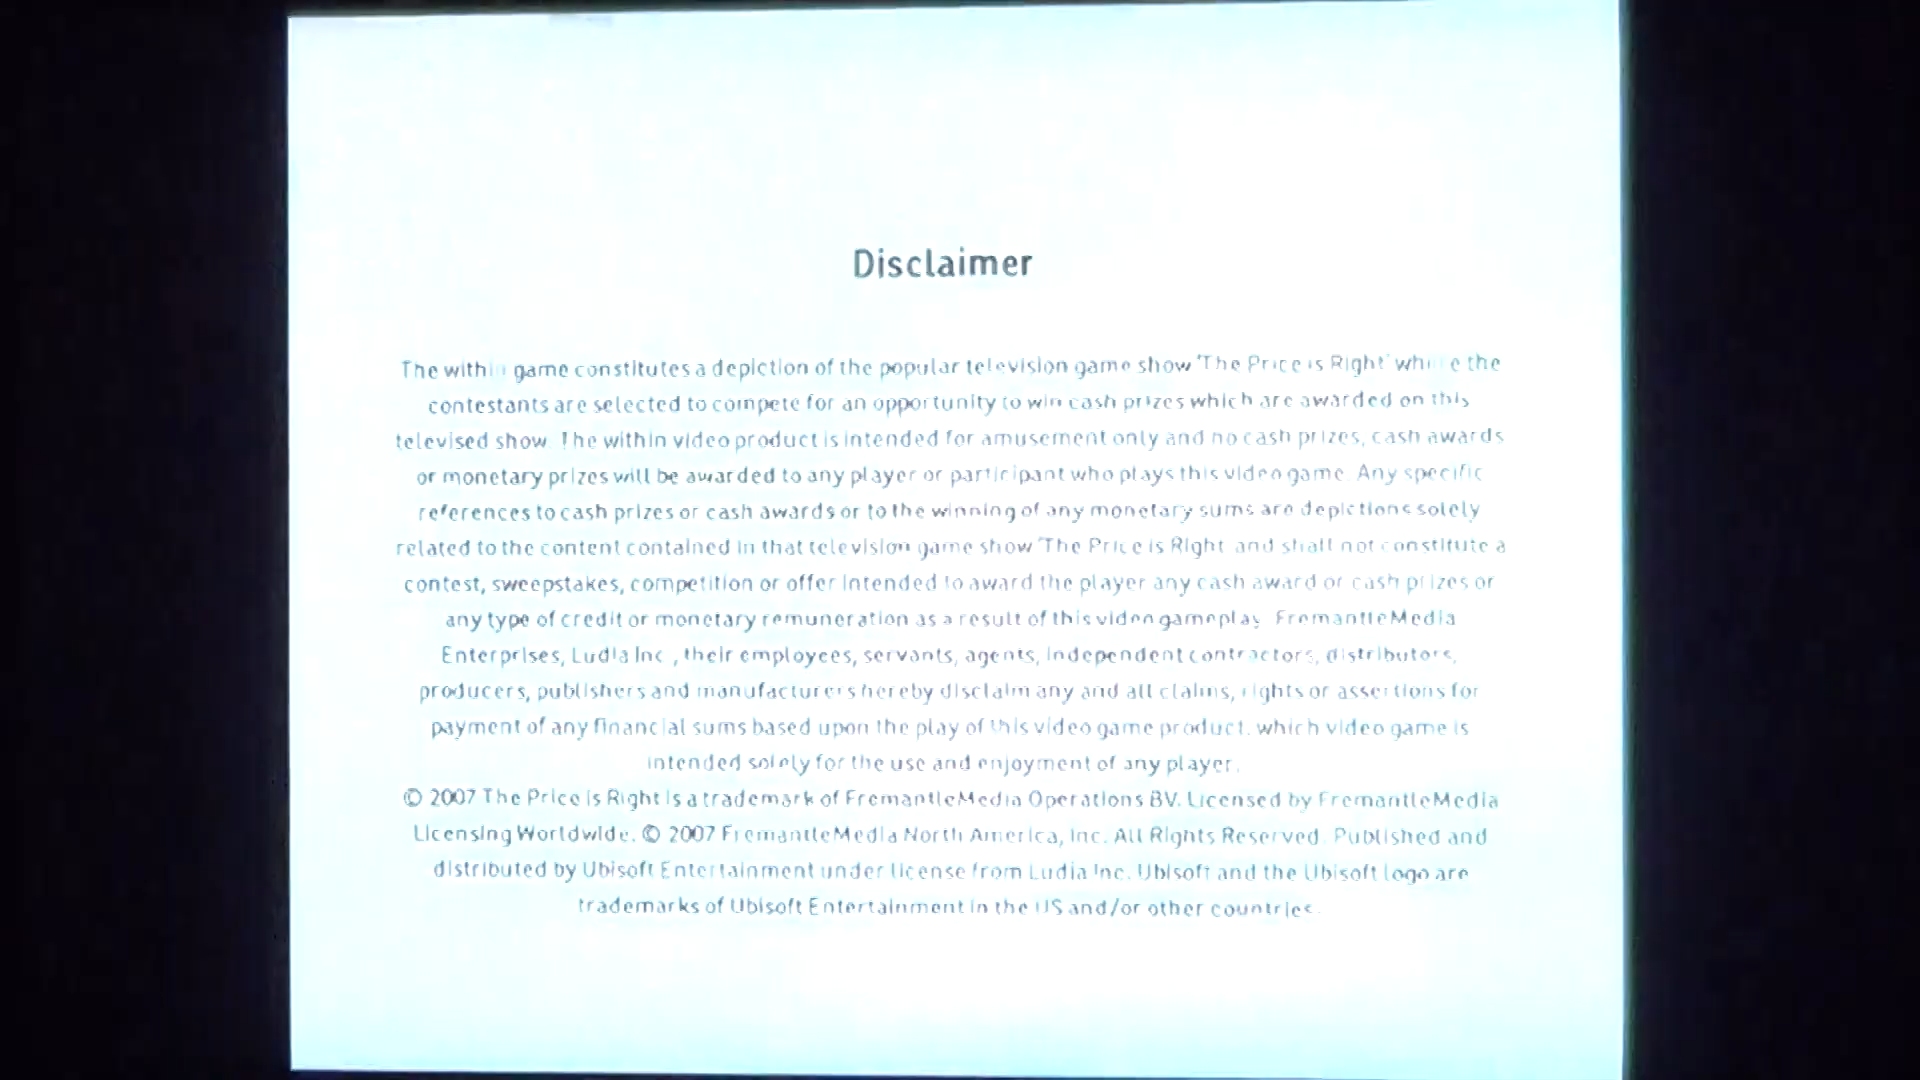 Disclaimer
The within game constitutes a depiction of the popular television game show 'The Price is Right' where the
contestants are selected to compete for an opportunity to win cash prizes which are awarded on this
televised show. The within video product is intended for amusement only and no cash prizes, cash awards
or monetary prizes will be awarded to any player or participant who plays this video game. Any specific
references to cash prizes or cash awards or to the winning of any monetary sums are depictions solely
related to the content contained in that television game show 'The Price is Right' and shall not constitute a
contest, sweepstakes, competition or offer intended to award the player any cash award or cash prizes or
any type of credit or monetary remuneration as a result of this video gameplay. FremantleMedia
Enterprises, Ludia Inc., their employees, servants, agents, independent contractors, distributors,
producers, publishers and manufacturers hereby disclaim any and all claims, rights or assertions for
payment of any financial sums based upon the play of this video game product, which video game is
intended solely for the use and enjoyment of any player.
© 2007 The Price is Right is a trademark of FremantleMedia Operations BV. Licensed by FremantleMedia
Licensing Worldwide. © 2007 FremantleMedia North America, Inc. All Rights Reserved. Published and
distributed by Ubisoft Entertainment under license from Ludia Inc. Ubisoft and the Ubisoft logo are
trademarks of Ubisoft Entertainment in the US and/or other countries.